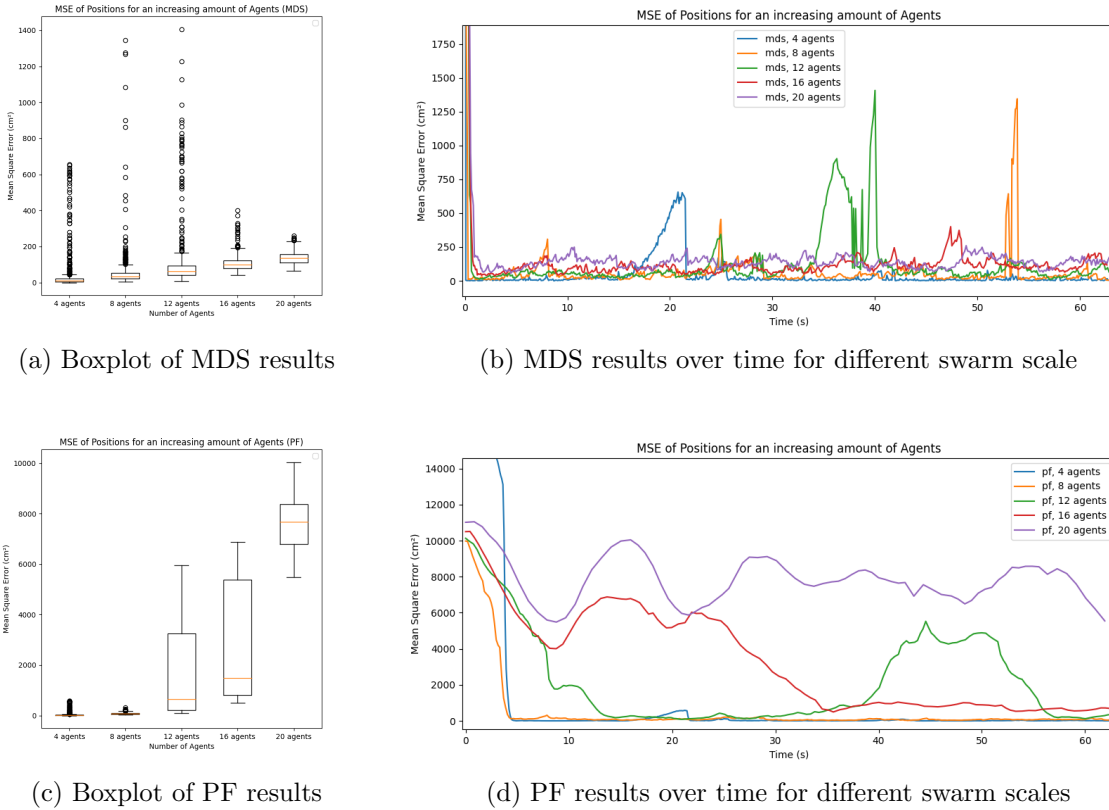 MSE of Positions for an increasing amount of Agents (MDS)
1400
1200
1000
800
600
400
200
0
Mean Square Error (cm²)
4 agents 8 agents 12 agents 16 agents 20 agents
Number of Agents
(a) Boxplot of MDS results
MSE of Positions for an increasing amount of Agents
mds, 4 agents
mds, 8 agents
mds, 12 agents
mds, 16 agents
mds, 20 agents
1750
1500
1250
1000
750
500
250
0
Mean Square Error (cm²)
0 10 20 30 40 50 60
Time (s)
(b) MDS results over time for different swarm scale
MSE of Positions for an increasing amount of Agents (PF)
10000
8000
6000
4000
2000
0
Mean Square Error (cm²)
4 agents 8 agents 12 agents 16 agents 20 agents
Number of Agents
(c) Boxplot of PF results
MSE of Positions for an increasing amount of Agents
pf, 4 agents
pf, 8 agents
pf, 12 agents
pf, 16 agents
pf, 20 agents
14000
12000
10000
8000
6000
4000
2000
0
Mean Square Error (cm²)
0 10 20 30 40 50 60
Time (s)
(d) PF results over time for different swarm scales